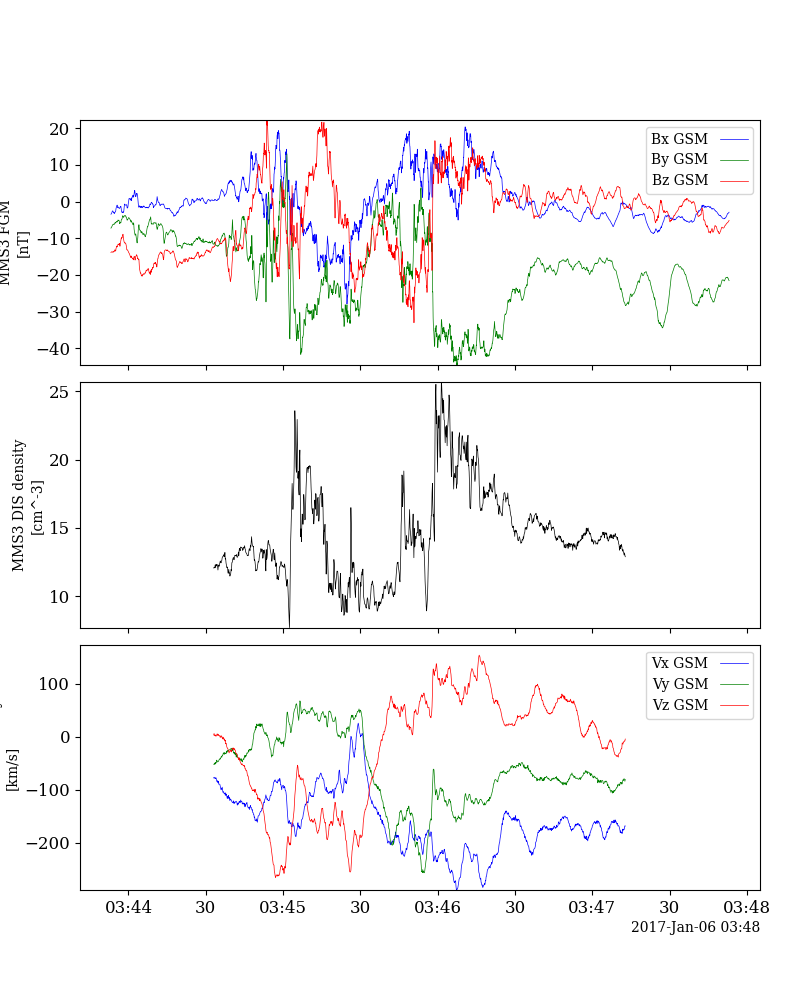 20
10
0
−10
−20
−30
−40
MMS3 FGM
[nT]
Bx GSM
By GSM
Bz GSM
25
20
15
10
MMS3 DIS density
[cm^-3]
100
0
−100
−200
[km/s]
Vx GSM
Vy GSM
Vz GSM
03:44 30 03:45 30 03:46 30 03:47 30 03:48
2017-Jan-06 03:48